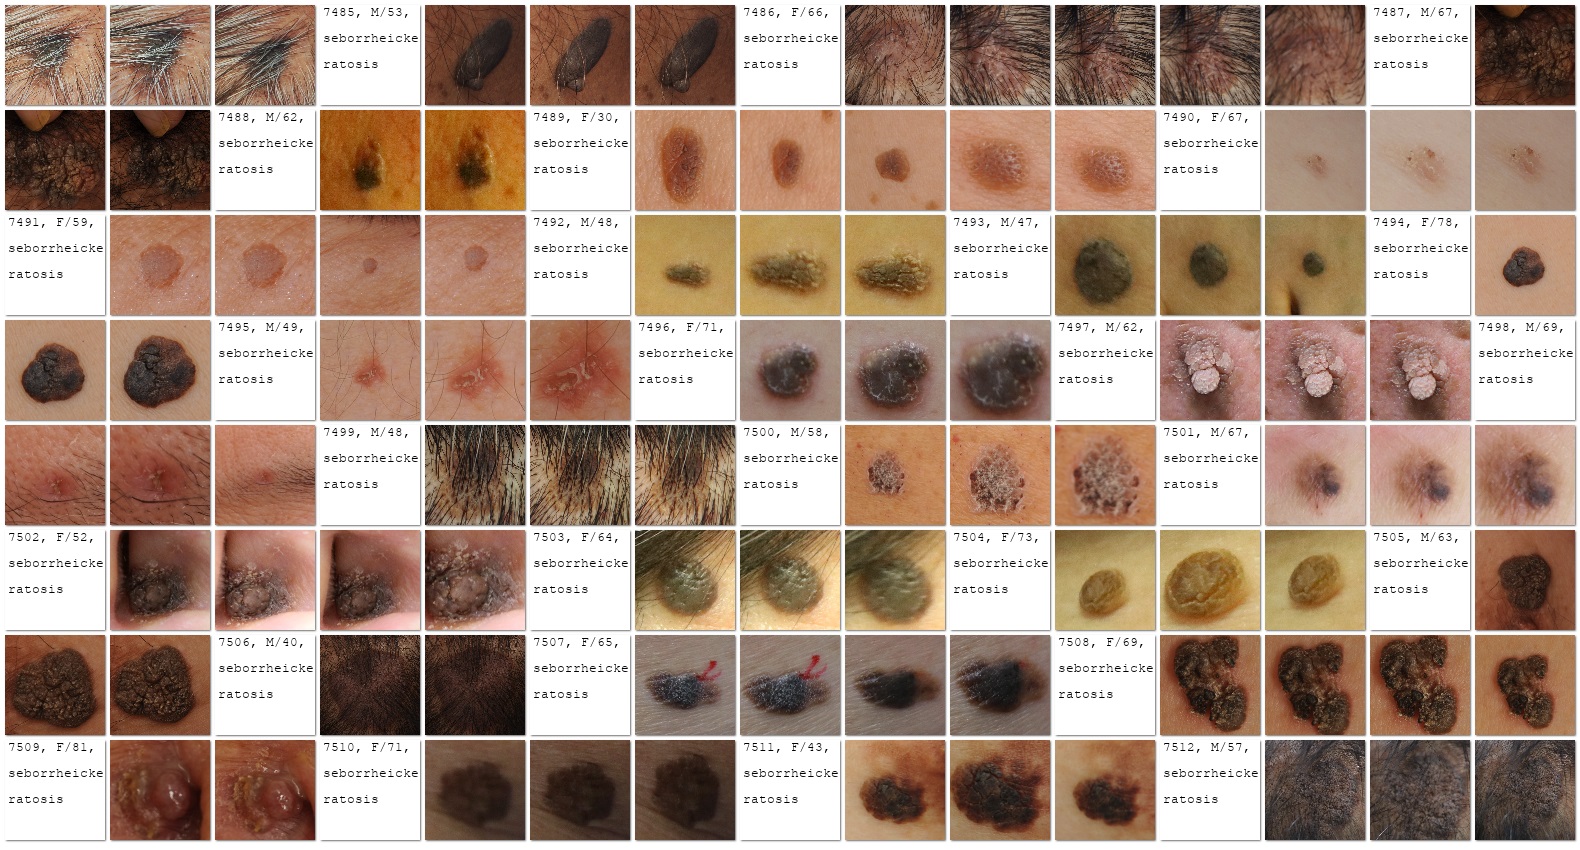 7485, M/53,
seborrheicke
ratosis
7486, F/66,
seborrheicke
ratosis
7487, M/67,
seborrheicke
ratosis
7488, M/62,
seborrheicke
ratosis
7489, F/30,
seborrheicke
ratosis
7490, F/67,
seborrheicke
ratosis
7491, F/59,
seborrheicke
ratosis
7492, M/48,
seborrheicke
ratosis
7493, M/47,
seborrheicke
ratosis
7494, F/78,
seborrheicke
ratosis
7495, M/49,
seborrheicke
ratosis
7496, F/71,
seborrheicke
ratosis
7497, M/62,
seborrheicke
ratosis
7498, M/69,
seborrheicke
ratosis
7499, M/48,
seborrheicke
ratosis
7500, M/58,
seborrheicke
ratosis
7501, M/67,
seborrheicke
ratosis
7502, F/52,
seborrheicke
ratosis
7503, F/64,
seborrheicke
ratosis
7504, F/73,
seborrheicke
ratosis
7505, M/63,
seborrheicke
ratosis
7506, M/40,
seborrheicke
ratosis
7507, F/65,
seborrheicke
ratosis
7508, F/69,
seborrheicke
ratosis
7509, F/81,
seborrheicke
ratosis
7510, F/71,
seborrheicke
ratosis
7511, F/43,
seborrheicke
ratosis
7512, M/57,
seborrheicke
ratosis